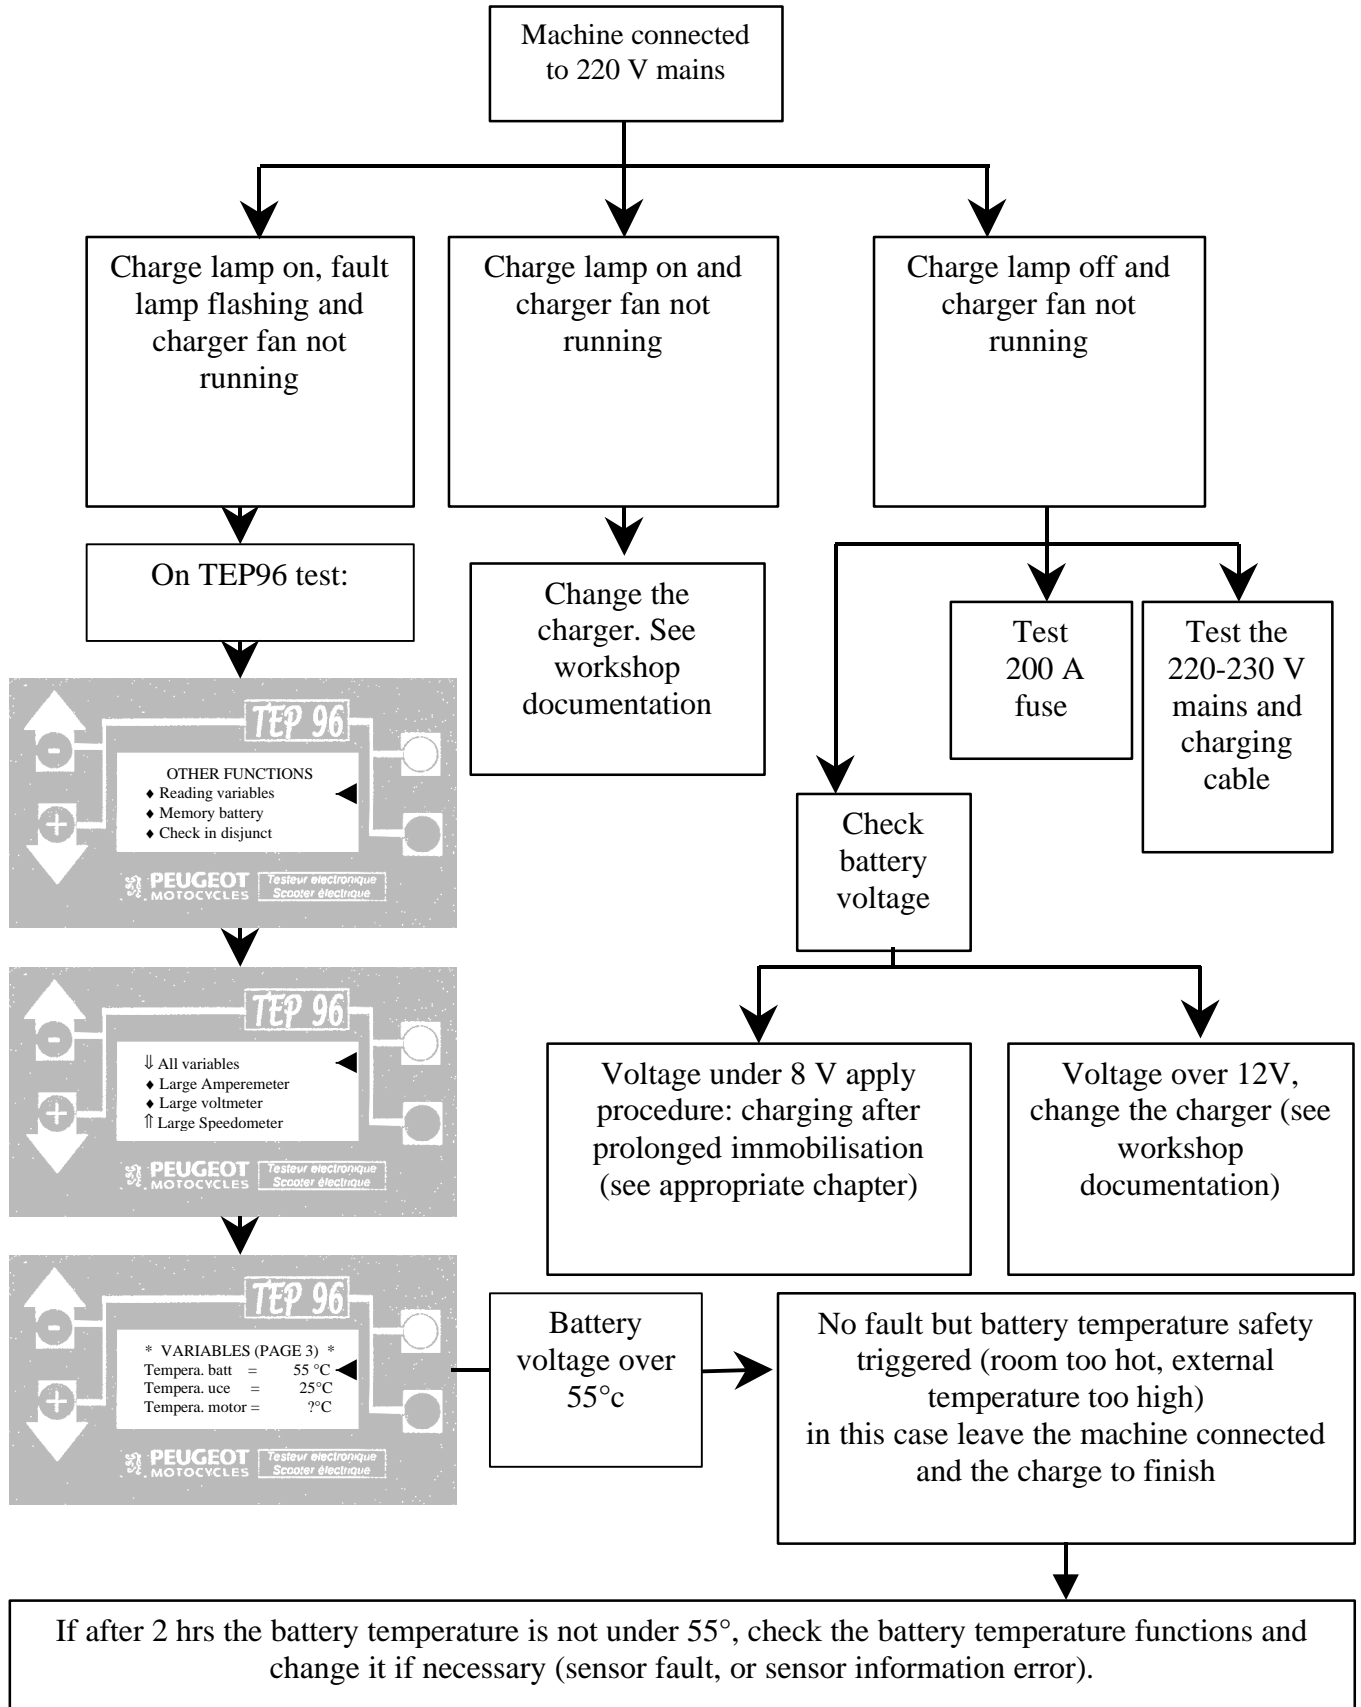 Machine connected
to 220 V mains
Charge lamp on, fault
lamp flashing and
charger fan not
running
Charge lamp on and
charger fan not
running
Charge lamp off and
charger fan not
running
On TEP96 test:
Change the
charger. See
workshop
documentation
Test
200 A
fuse
Test the
220-230 V
mains and
charging
cable
Check
battery
voltage
TEP 96
-
+
OTHER FUNCTIONS
♦ Reading variables
♦ Memory battery
♦ Check in disjunct
PEUGEOT
MOTOCYCLES
Testeur electronique
Scooter électrique
TEP 96
-
+
⇓ All variables
♦ Large Amperemeter
♦ Large voltmeter
⇑ Large Speedometer
PEUGEOT
MOTOCYCLES
Testeur electronique
Scooter électrique
Voltage under 8 V apply
procedure: charging after
prolonged immobilisation
(see appropriate chapter)
Voltage over 12V,
change the charger (see
workshop
documentation)
TEP 96
-
+
* VARIABLES (PAGE 3) *
Tempera. batt = 55 °C
Tempera. uce = 25°C
Tempera. motor = ?°C
PEUGEOT
MOTOCYCLES
Testeur electronique
Scooter électrique
Battery
voltage over
55°c
No fault but battery temperature safety
triggered (room too hot, external
temperature too high)
in this case leave the machine connected
and the charge to finish
If after 2 hrs the battery temperature is not under 55°, check the battery temperature functions and
change it if necessary (sensor fault, or sensor information error).